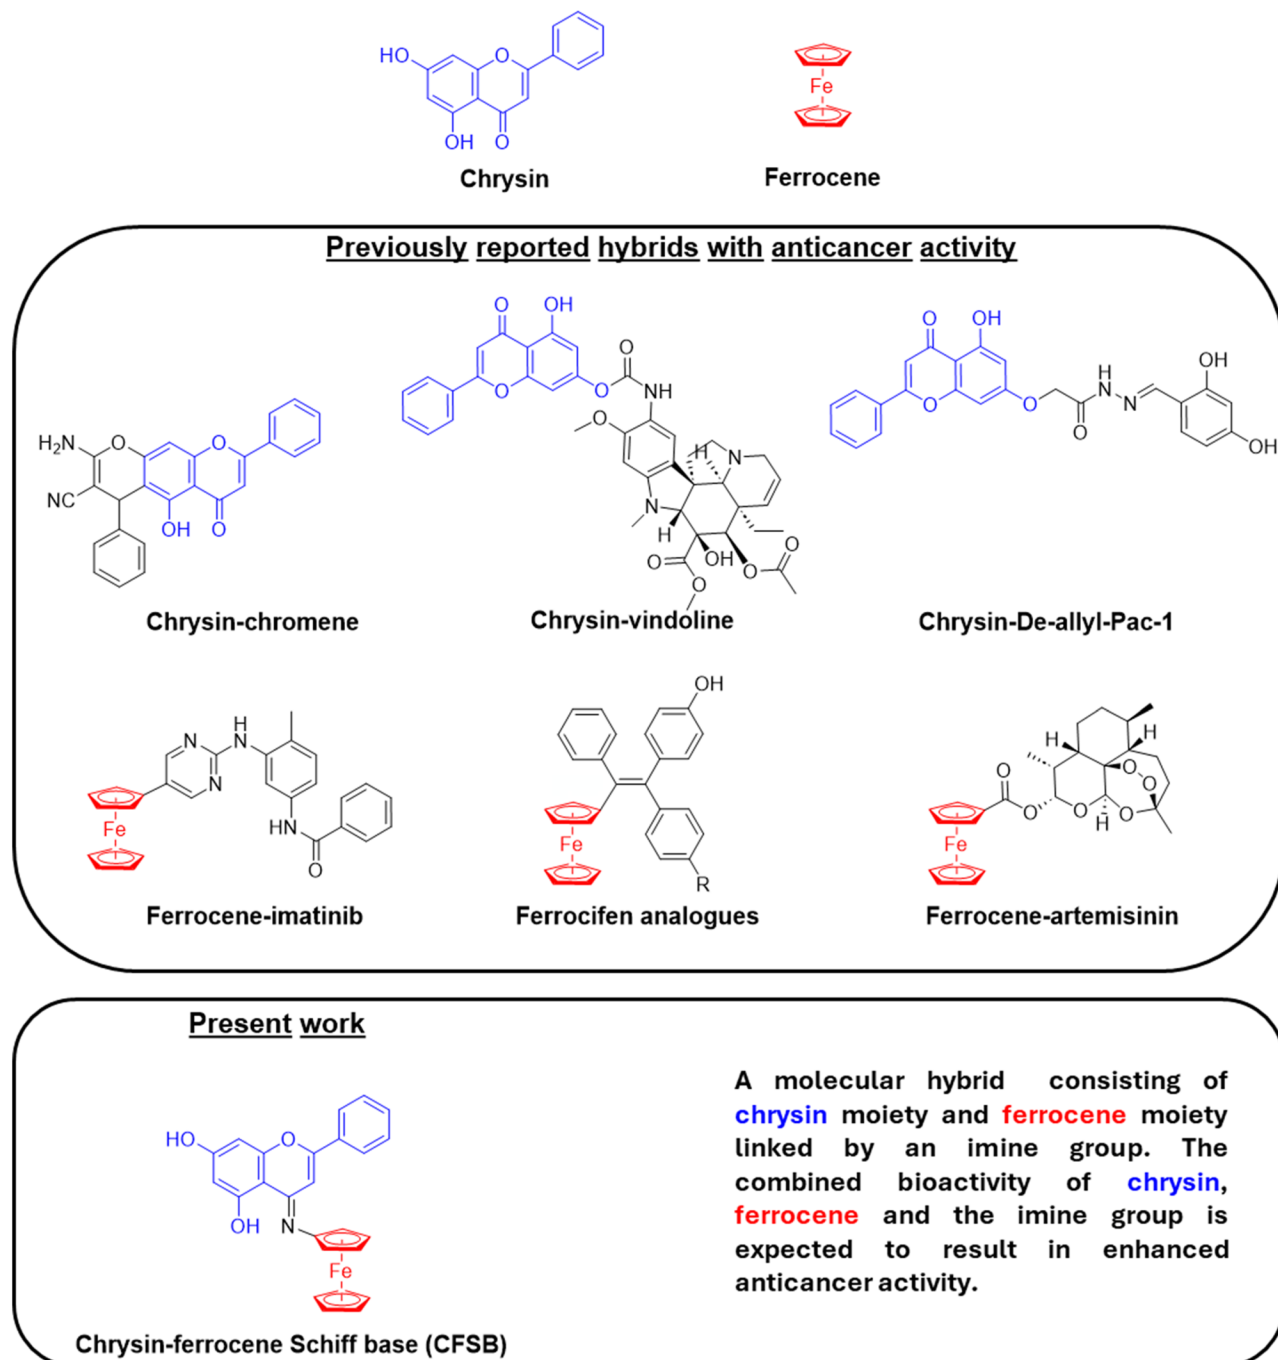 HO
O
OH
O
Chrysin
Fe
Ferrocene
Previously reported hybrids with anticancer activity
H₂N
O
O
NC
OH
O
Chrysin-chromene
O
OH
O
O
O
NH
O
H
N
N
H
OH
O
O
O
O
Chrysin-vindoline
O
OH
O
O
O
H
N
N
OH
OH
Chrysin-De-allyl-Pac-1
N
N
H
N
Fe
HN
O
Ferrocene-imatinib
OH
Fe
R
Ferrocifen analogues
H
H
O
O
O
O
O
H
O
Fe
Ferrocene-artemisinin
Present work
HO
O
OH
N
Fe
Chrysin-ferrocene Schiff base (CFSB)
A molecular hybrid consisting of
chrysin moiety and ferrocene moiety
linked by an imine group. The
combined bioactivity of chrysin,
ferrocene and the imine group is
expected to result in enhanced
anticancer activity.